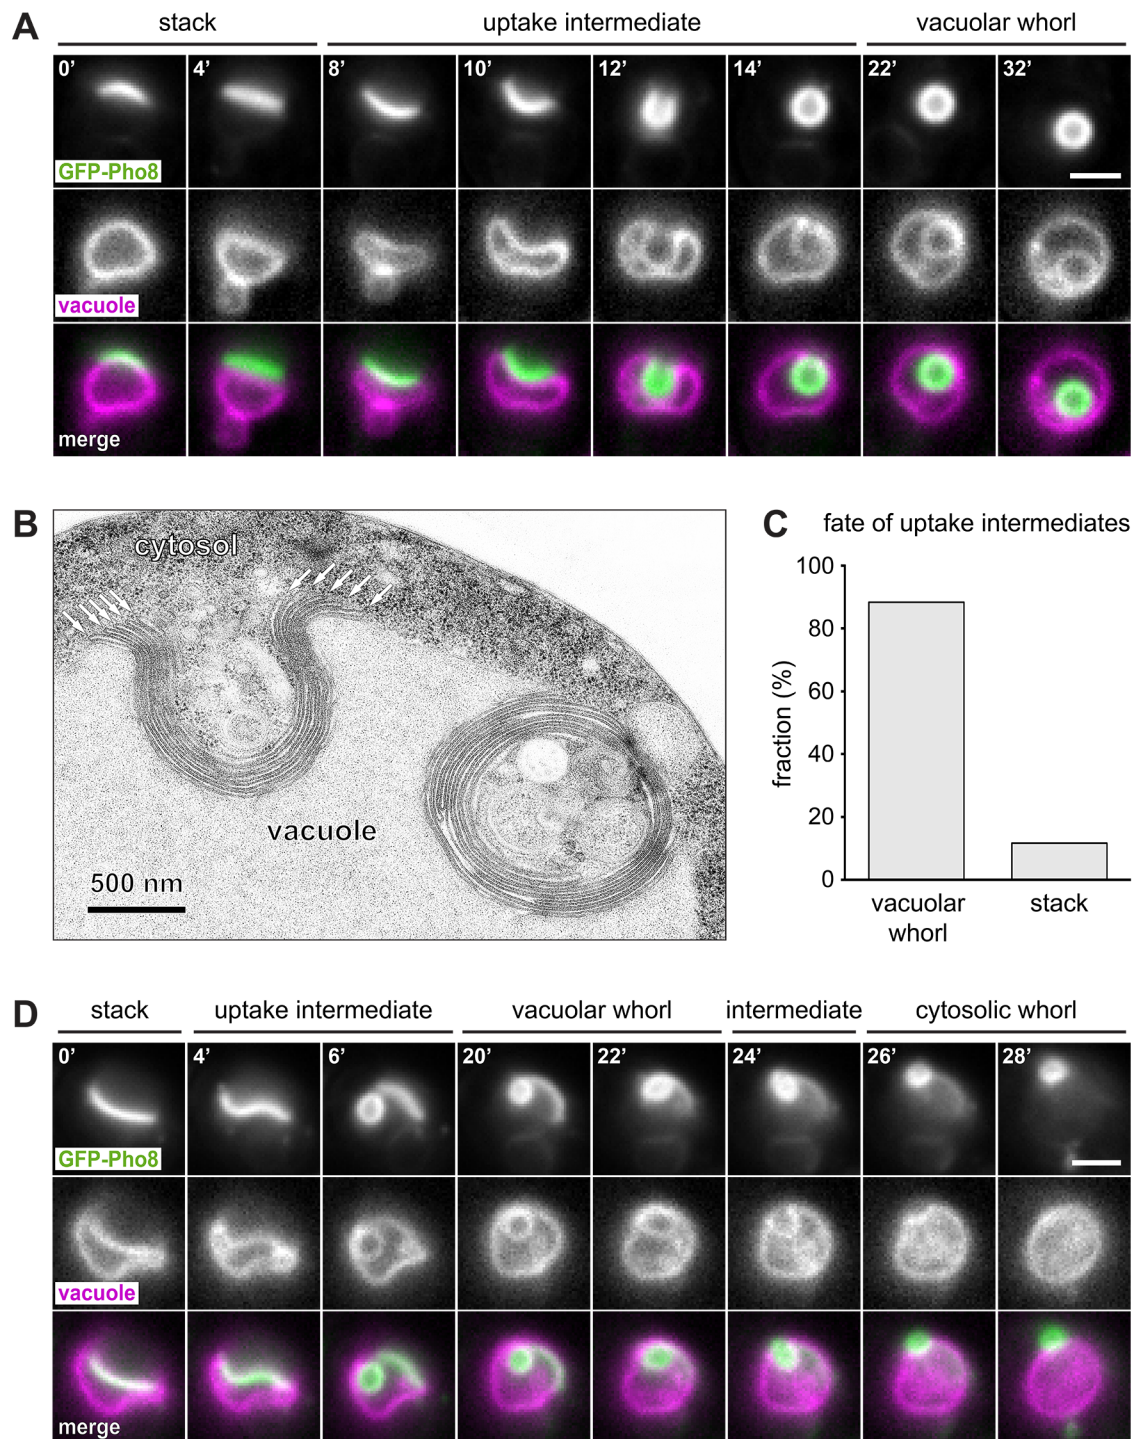 A
stack
uptake intermediate
vacuolar whorl
0’
4’
8’
10’
12’
14’
22’
32’
GFP-Pho8
vacuole
merge
B
cytosol
vacuole
500 nm
C
fate of uptake intermediates
100
80
60
40
20
0
fraction (%)
vacuolar
whorl
stack
D
stack
uptake intermediate
vacuolar whorl
intermediate
cytosolic whorl
0’
4’
6’
20’
22’
24’
26’
28’
GFP-Pho8
vacuole
merge